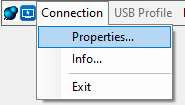 Connection USB Profile
Properties...
Info...
Exit